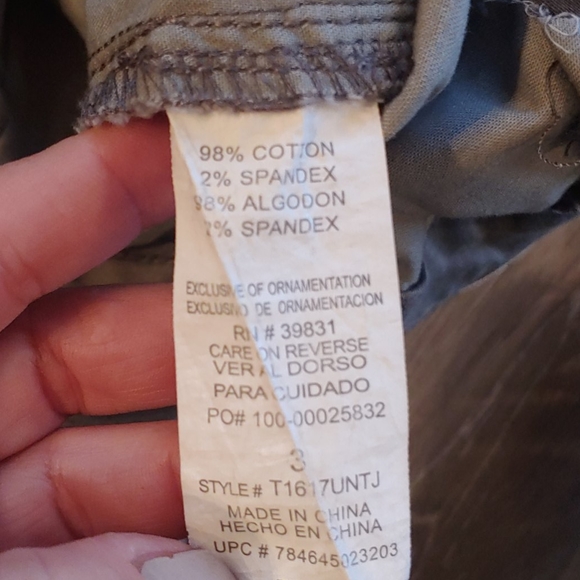 98% COTTON
2% SPANDEX
98% ALGODON
2% SPANDEX
EXCLUSIVE OF ORNAMENTATION
EXCLUSIVO DE ORNAMENTACION
RN # 39831
CARE ON REVERSE
VER AL DORSO
PARA CUIDADO
PO# 100-00025832
3
STYLE# T1617UNTJ
MADE IN CHINA
HECHO EN CHINA
UPC # 784645023203